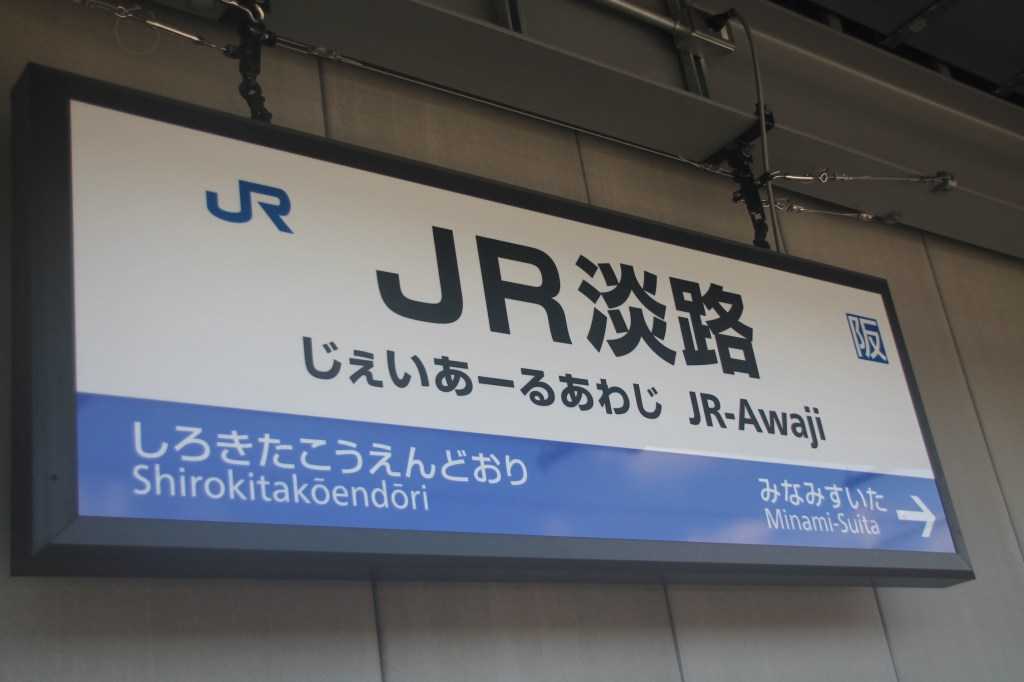 JR
JR淡路
阪
じぇいあーるあわじ JR-Awaji
しろきたこうえんどおり
Shirokitakōendōri
みなみすいた
Minami-Suita